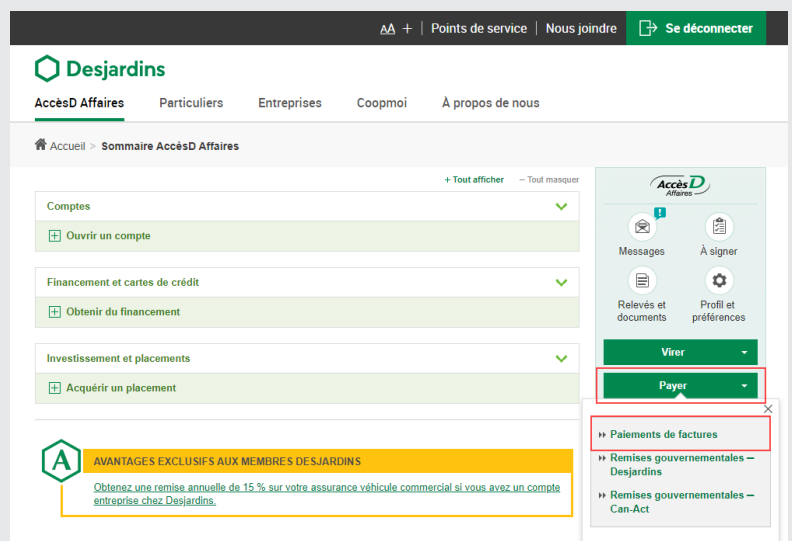 AA + | Points de service | Nous joindre Se déconnecter
Desjardins
AccèsD Affaires Particuliers Entreprises Coopmoi À propos de nous
Accueil > Sommaire AccèsD Affaires
+ Tout afficher – Tout masquer
Comptes
Ouvrir un compte
Financement et cartes de crédit
Obtenir du financement
Investissement et placements
Acquérir un placement
A
AVANTAGES EXCLUSIFS AUX MEMBRES DESJARDINS
Obtenez une remise annuelle de 15 % sur votre assurance véhicule commercial si vous avez un compte
entreprise chez Desjardins.
AccèsD
Affaires
!
Messages À signer
Relevés et Profil et
documents préférences
Virer
Payer
Paiements de factures
Remises gouvernementales –
Desjardins
Remises gouvernementales –
Can-Act